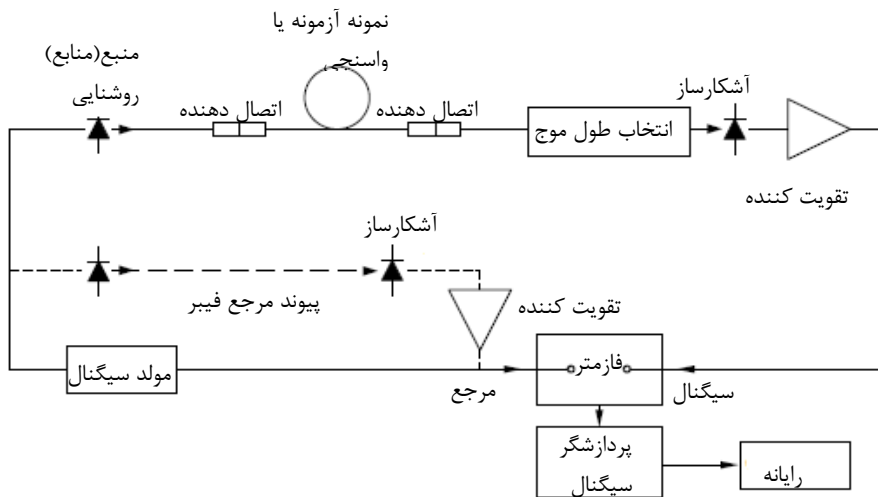 نمونه آزمونه یا
واسنجی
منبع(منابع)
روشنایی
اتصال دهنده
اتصال دهنده
انتخاب طول موج
آشکارساز
تقویت کننده
آشکارساز
پیوند مرجع فیبر
تقویت کننده
مولد سیگنال
مرجع
فازمتر
سیگنال
پردازشگر
سیگنال
رایانه